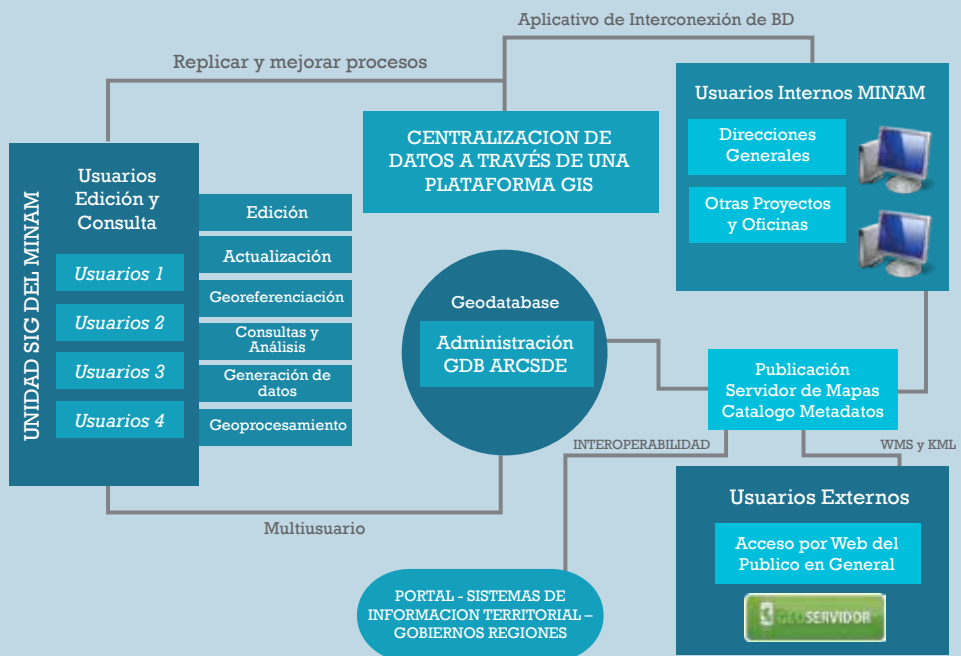 Aplicativo de Interconexión de BD
Replicar y mejorar procesos
UNIDAD SIG DEL MINAM
Usuarios
Edición y
Consulta
Usuarios 1
Usuarios 2
Usuarios 3
Usuarios 4
Edición
Actualización
Georeferenciación
Consultas y
Análisis
Generación de
datos
Geoprocesamiento
CENTRALIZACION DE
DATOS A TRAVÉS DE UNA
PLATAFORMA GIS
Usuarios Internos MINAM
Direcciones
Generales
Otras Proyectos
y Oficinas
Geodatabase
Administración
GDB ARCSDE
Publicación
Servidor de Mapas
Catalogo Metadatos
INTEROPERABILIDAD
WMS y KML
Multiusuario
PORTAL - SISTEMAS DE
INFORMACION TERRITORIAL –
GOBIERNOS REGIONES
Usuarios Externos
Acceso por Web del
Publico en General
GEOSERVIDOR